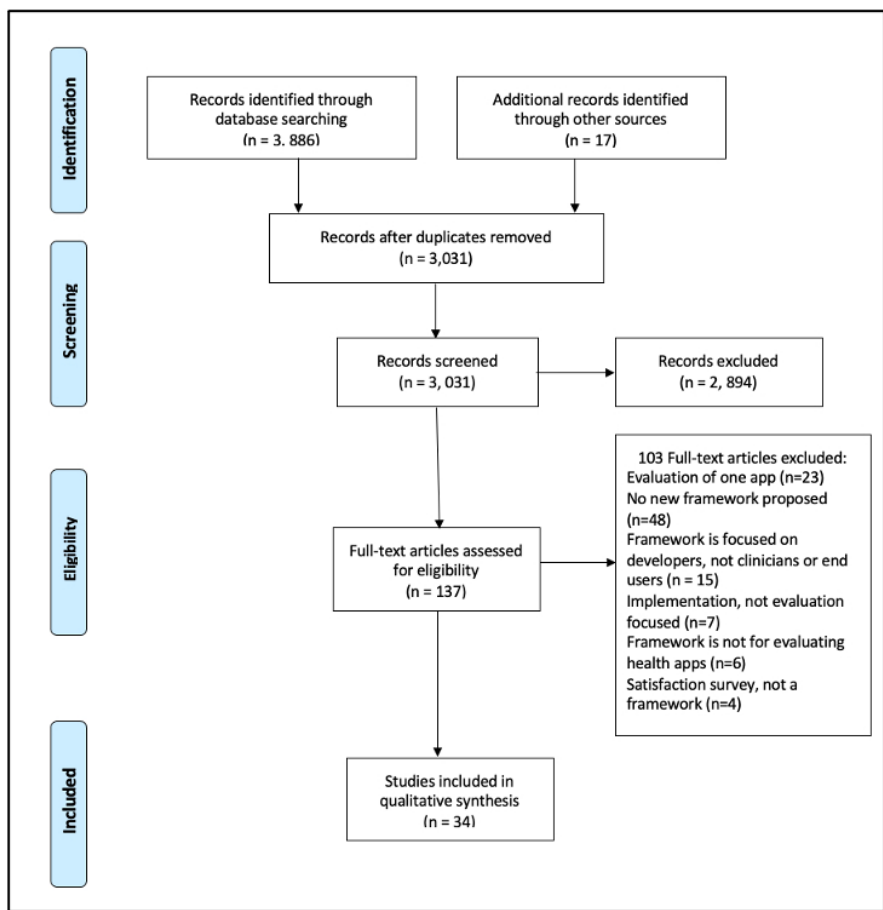 Identification
Records identified through
database searching
(n = 3. 886)
Additional records identified
through other sources
(n = 17)
Records after duplicates removed
(n = 3,031)
Screening
Records screened
(n = 3, 031)
Records excluded
(n = 2, 894)
Eligibility
Full-text articles assessed
for eligibility
(n = 137)
103 Full-text articles excluded:
Evaluation of one app (n=23)
No new framework proposed
(n=48)
Framework is focused on
developers, not clinicians or end
users (n = 15)
Implementation, not evaluation
focused (n=7)
Framework is not for evaluating
health apps (n=6)
Satisfaction survey, not a
framework (n=4)
Included
Studies included in
qualitative synthesis
(n = 34)